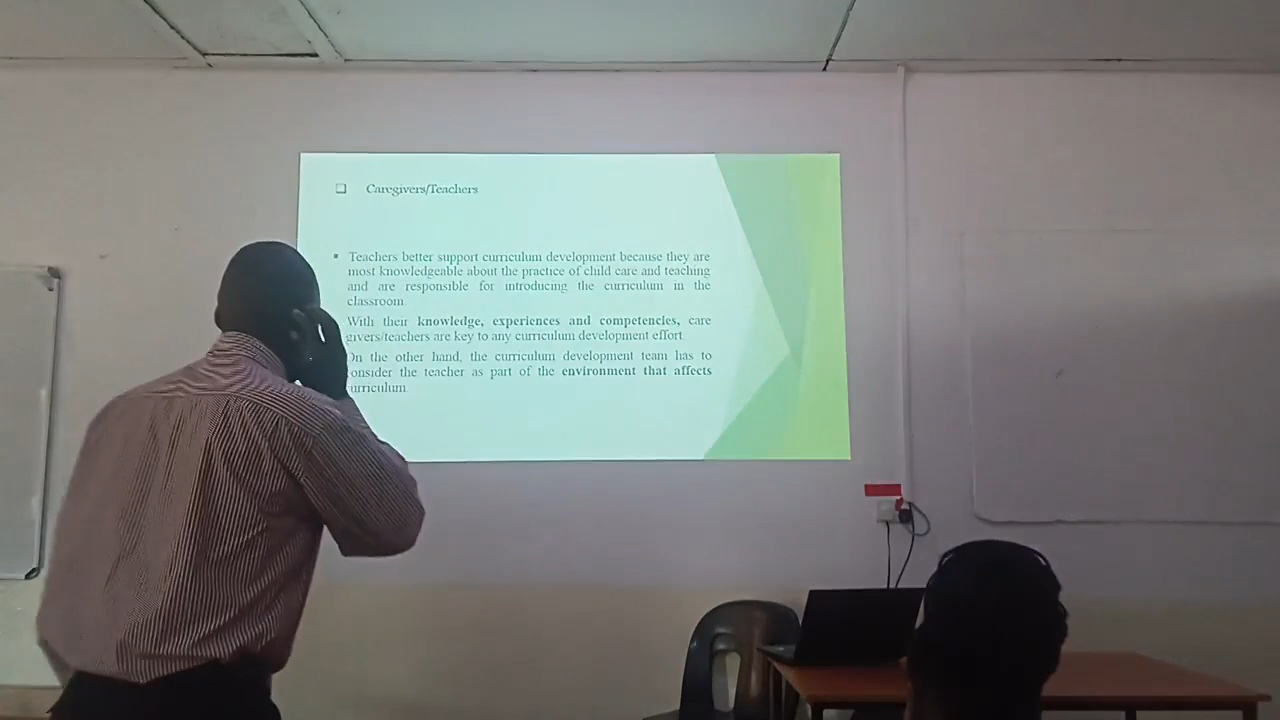 Caregivers/Teachers
Teachers better support curriculum development because they are
most knowledgeable about the practice of child care and teaching
and are responsible for introducing the curriculum in the
classroom.
With their knowledge, experiences and competencies, care
givers/teachers are key to any curriculum development effort.
On the other hand, the curriculum development team has to
onsider the teacher as part of the environment that affects
urriculum.